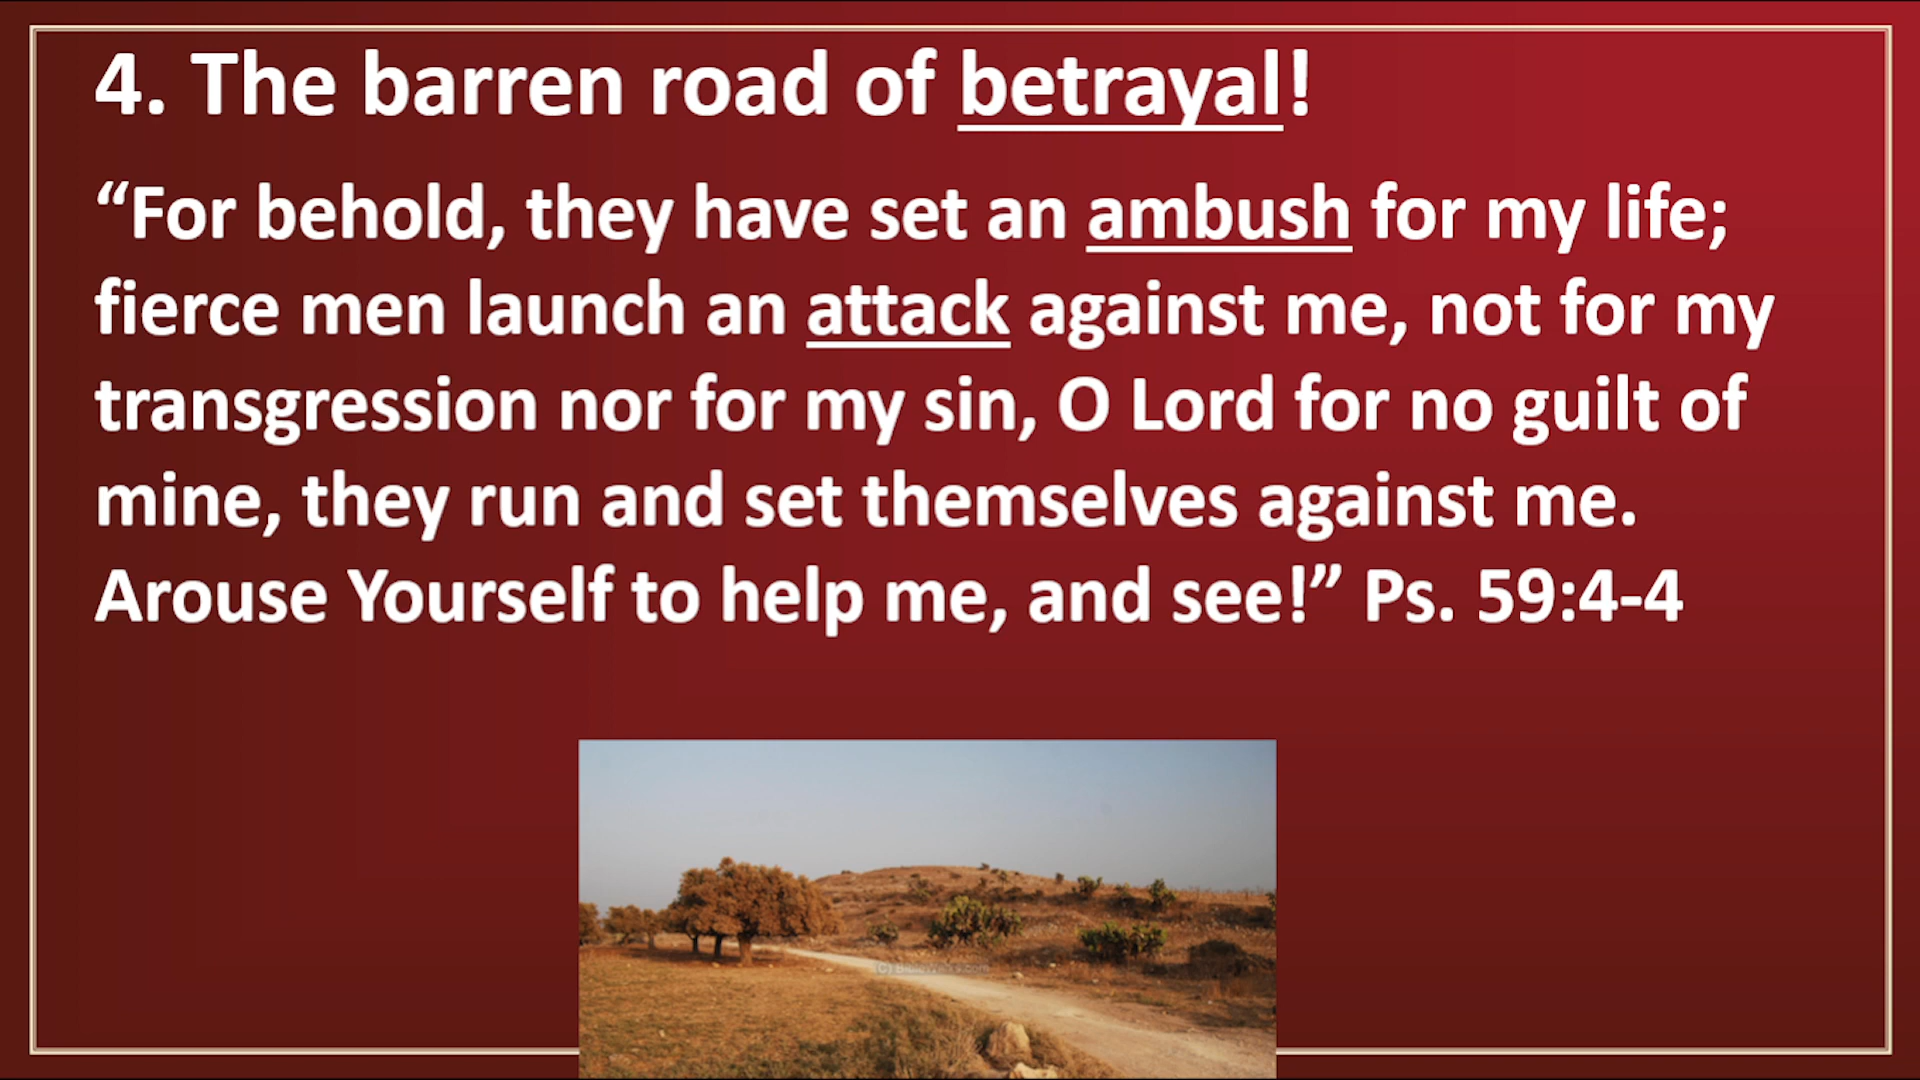 4. The barren road of betrayal!
“For behold, they have set an ambush for my life;
fierce men launch an attack against me, not for my
transgression nor for my sin, O Lord for no guilt of
mine, they run and set themselves against me.
Arouse Yourself to help me, and see!” Ps. 59:4-4
(C) BibleWalks.com